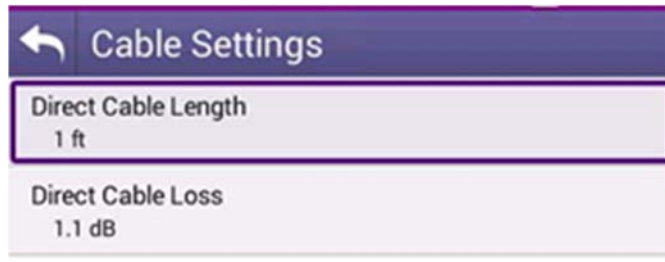 Cable Settings
Direct Cable Length
1 ft
Direct Cable Loss
1.1 dB